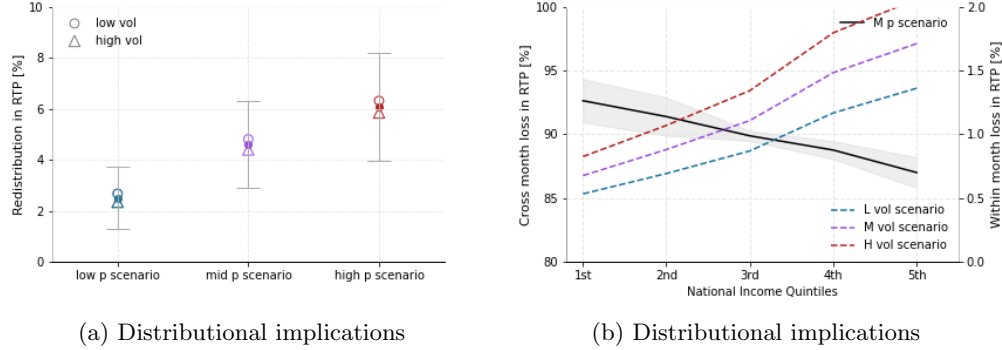 10
8
6
4
2
0
Redistribution in RTP [%]
low vol
high vol
low p scenario
mid p scenario
high p scenario
(a) Distributional implications
100
95
90
85
80
Cross month loss in RTP [%]
M p scenario
L vol scenario
M vol scenario
H vol scenario
2.0
1.5
1.0
0.5
0.0
Within month loss in RTP [%]
1st
2nd
3rd
4th
5th
National Income Quintiles
(b) Distributional implications